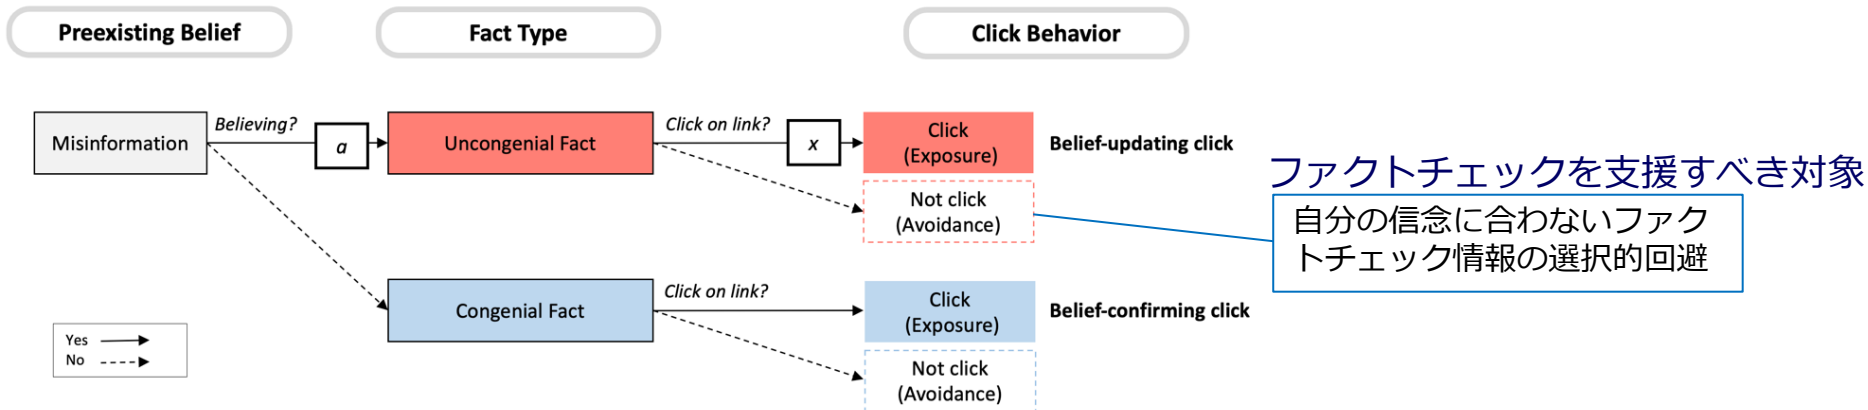 Preexisting Belief
Fact Type
Click Behavior
Misinformation
Believing?
a
Uncongenial Fact
Click on link?
x
Click
(Exposure)
Belief-updating click
Not click
(Avoidance)
ファクトチェックを支援すべき対象
自分の信念に合わないファク
トチェック情報の選択的回避
Congenial Fact
Click on link?
Click
(Exposure)
Belief-confirming click
Not click
(Avoidance)
Yes
No